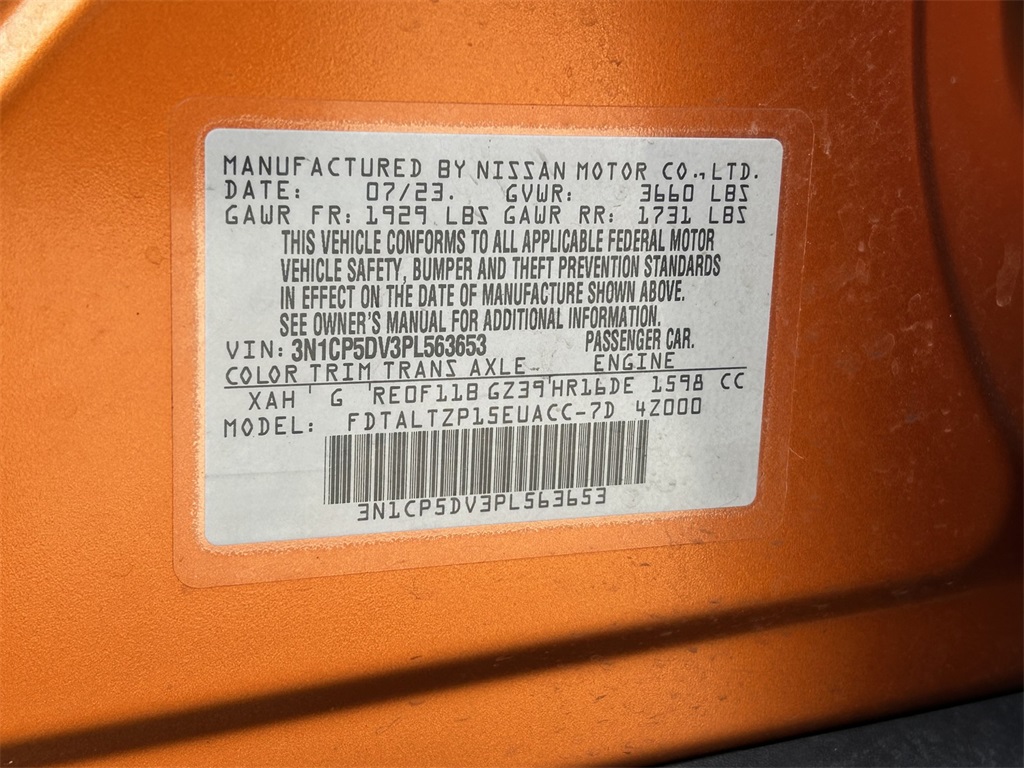 MANUFACTURED BY NISSAN MOTOR CO.,LTD.
DATE: 07/23. GVWR: 3660 LBS
GAWR FR: 1929 LBS GAWR RR: 1731 LBS
THIS VEHICLE CONFORMS TO ALL APPLICABLE FEDERAL MOTOR
VEHICLE SAFETY, BUMPER AND THEFT PREVENTION STANDARDS
IN EFFECT ON THE DATE OF MANUFACTURE SHOWN ABOVE.
SEE OWNER'S MANUAL FOR ADDITIONAL INFORMATION.
VIN: 3N1CP5DV3PL563653 PASSENGER CAR.
COLOR TRIM TRANS AXLE ENGINE
XAH G RE0F11B GZ39 HR16DE 1598 CC
MODEL: FDTALTZP15EUACC-7D 4Z000
3N1CP5DV3PL563653